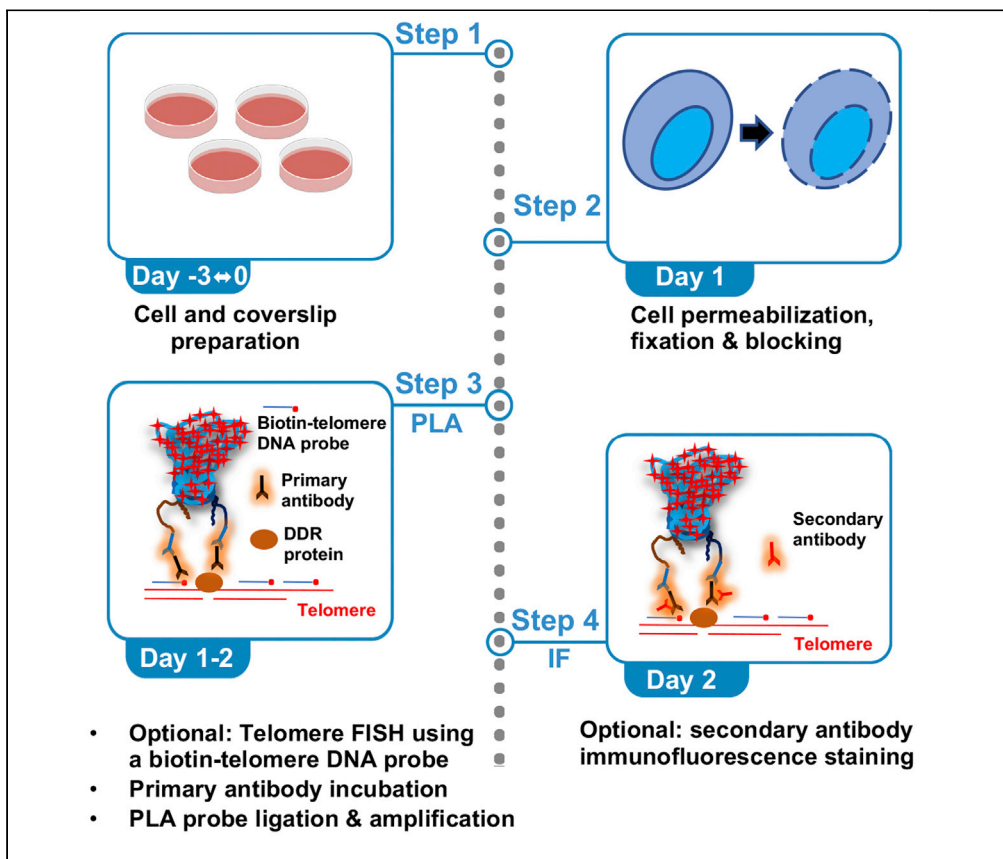 Step 1
Day -3⇔0
Cell and coverslip
preparation
Step 2
Day 1
Cell permeabilization,
fixation & blocking
Step 3
PLA
Biotin-telomere
DNA probe
Primary
antibody
DDR
protein
Telomere
Day 1-2
• Optional: Telomere FISH using
a biotin-telomere DNA probe
• Primary antibody incubation
• PLA probe ligation & amplification
Step 4
IF
Secondary
antibody
Telomere
Day 2
Optional: secondary antibody
immunofluorescence staining